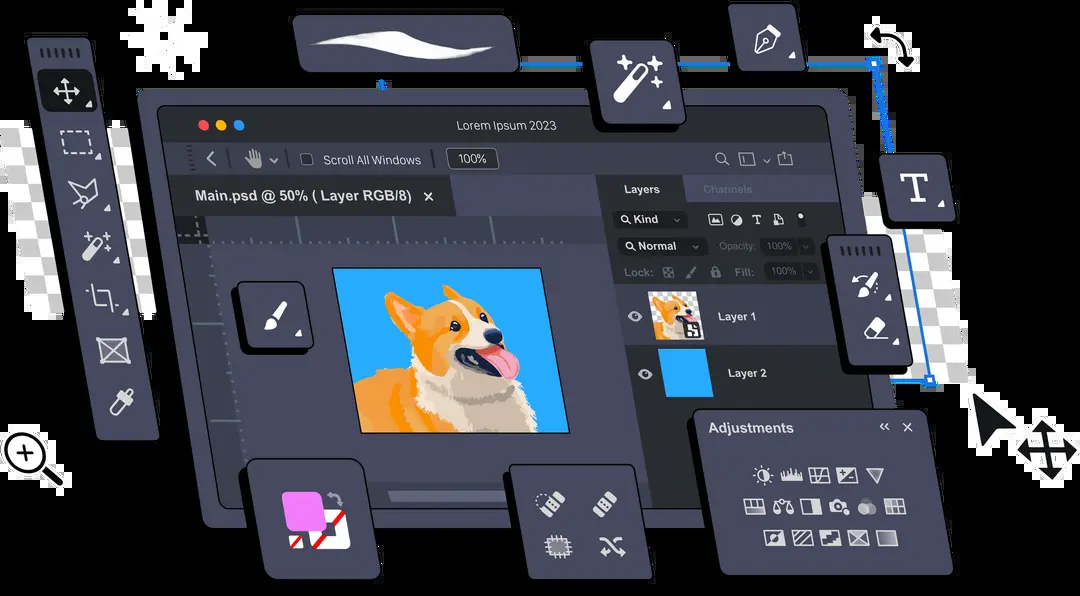 Lorem Ipsum 2023
Scroll All Windows
100%
Main.psd @ 50% ( Layer RGB/8)
Layers
Channels
Kind
T
Normal
Opacity: 100%
Lock:
Fill: 100%
Layer 1
Layer 2
T
Adjustments